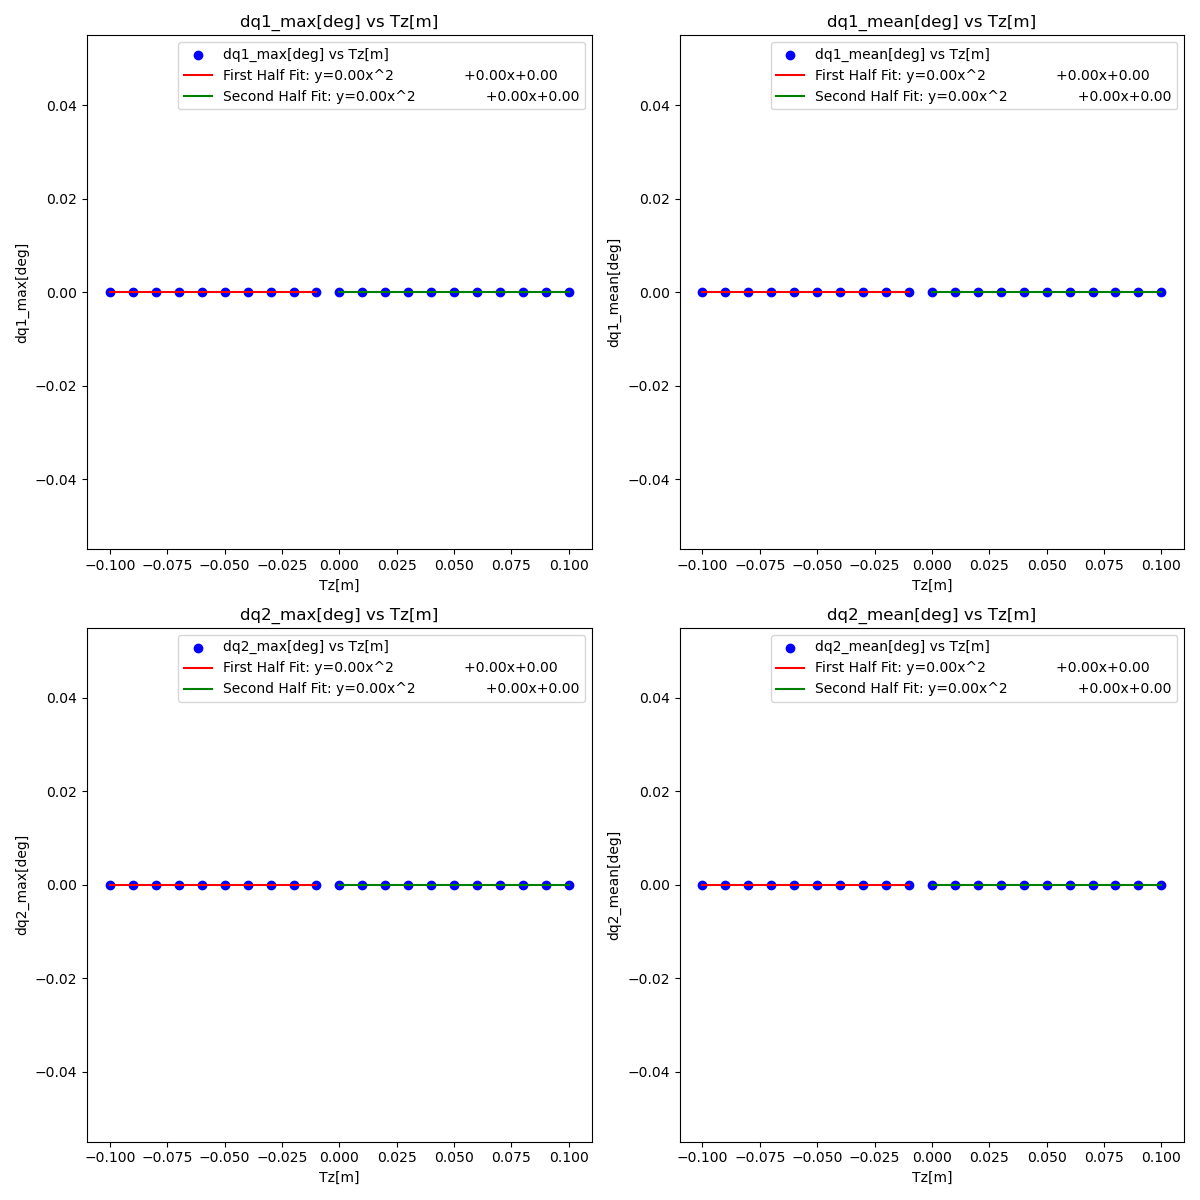 dq1_max[deg] vs Tz[m]
dq1_max[deg] vs Tz[m]
First Half Fit: y=0.00x^2 +0.00x+0.00
Second Half Fit: y=0.00x^2 +0.00x+0.00
0.04
0.02
0.00
−0.02
−0.04
dq1_max[deg]
−0.100 −0.075 −0.050 −0.025 0.000 0.025 0.050 0.075 0.100
Tz[m]
dq1_mean[deg] vs Tz[m]
dq1_mean[deg] vs Tz[m]
First Half Fit: y=0.00x^2 +0.00x+0.00
Second Half Fit: y=0.00x^2 +0.00x+0.00
0.04
0.02
0.00
−0.02
−0.04
dq1_mean[deg]
−0.100 −0.075 −0.050 −0.025 0.000 0.025 0.050 0.075 0.100
Tz[m]
dq2_max[deg] vs Tz[m]
dq2_max[deg] vs Tz[m]
First Half Fit: y=0.00x^2 +0.00x+0.00
Second Half Fit: y=0.00x^2 +0.00x+0.00
0.04
0.02
0.00
−0.02
−0.04
dq2_max[deg]
−0.100 −0.075 −0.050 −0.025 0.000 0.025 0.050 0.075 0.100
Tz[m]
dq2_mean[deg] vs Tz[m]
dq2_mean[deg] vs Tz[m]
First Half Fit: y=0.00x^2 +0.00x+0.00
Second Half Fit: y=0.00x^2 +0.00x+0.00
0.04
0.02
0.00
−0.02
−0.04
dq2_mean[deg]
−0.100 −0.075 −0.050 −0.025 0.000 0.025 0.050 0.075 0.100
Tz[m]